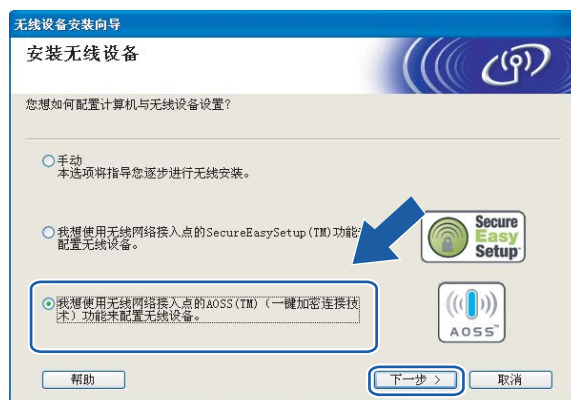 无线设备安装向导
安装无线设备
您想如何配置计算机与无线设备设置?
手动
本选项将指导您逐步进行无线安装。
我想使用无线网络接入点的SecureEasySetup(TM)功能
配置无线设备。
Secure
Easy
Setup
我想使用无线网络接入点的AOSS(TM)(一键加密连接技
术)功能来配置无线设备。
AOSS™
帮助
下一步 >
取消